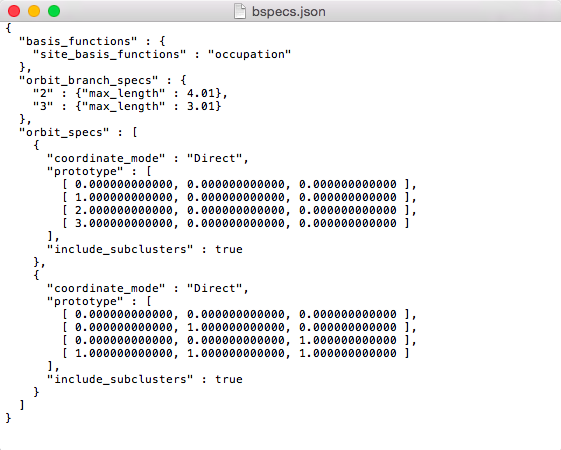 bspecs.json
{
  "basis_functions" : {
    "site_basis_functions" : "occupation"
  },
  "orbit_branch_specs" : {
    "2" : {"max_length" : 4.01},
    "3" : {"max_length" : 3.01}
  },
  "orbit_specs" : [
    {
      "coordinate_mode" : "Direct",
      "prototype" : [
        [ 0.000000000000, 0.000000000000, 0.000000000000 ],
        [ 1.000000000000, 0.000000000000, 0.000000000000 ],
        [ 2.000000000000, 0.000000000000, 0.000000000000 ],
        [ 3.000000000000, 0.000000000000, 0.000000000000 ]
      ],
      "include_subclusters" : true
    },
    {
      "coordinate_mode" : "Direct",
      "prototype" : [
        [ 0.000000000000, 0.000000000000, 0.000000000000 ],
        [ 0.000000000000, 1.000000000000, 0.000000000000 ],
        [ 0.000000000000, 0.000000000000, 1.000000000000 ],
        [ 1.000000000000, 1.000000000000, 1.000000000000 ]
      ],
      "include_subclusters" : true
    }
  ]
}